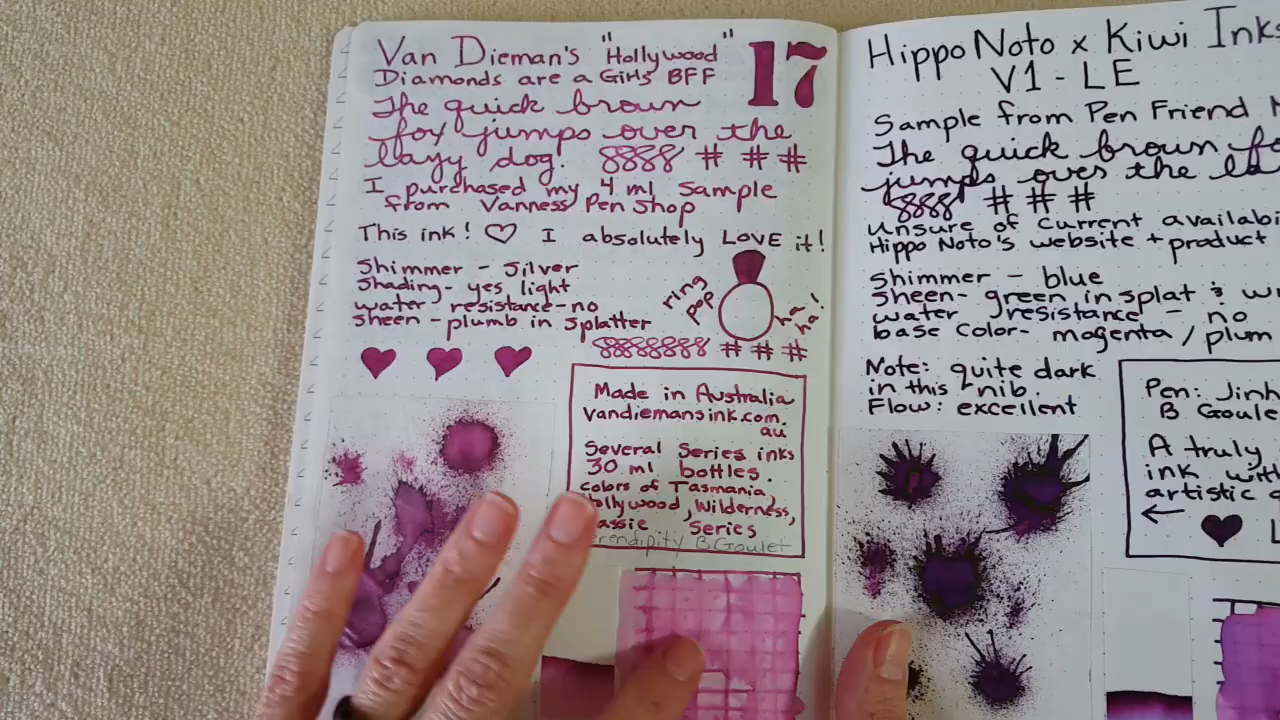 Van Dieman's "Hollywood"
Diamonds are a Girls BFF
17
The quick brown
fox jumps over the
lazy dog. 8888 # # #
I purchased my 4 ml sample
from Vanness Pen Shop
This ink! ♡ I absolutely LOVE it!
Shimmer - Silver
Shading - yes, light
water resistance - no
Sheen - plumb in Splatter
ring
pop
ha!
ha!
88888888 # # #
Made in Australia
vandiemansink.com.
au
Several Series inks
30 ml bottles.
colors of Tasmania,
Hollywood, Wilderness,
Series
B Goulet
Hippo Noto x Kiwi Inks
V1 - LE
Sample from Pen Friend
The quick brown
jumps over the
8888 # # #
Unsure of current
Hippo Noto's website + product
Shimmer - blue
Sheen - green in splat &
water resistance - no
base color - magenta / plum
Note: quite dark
in this nib.
Flow: excellent
Pen:
B
A truly
ink
artistic
←